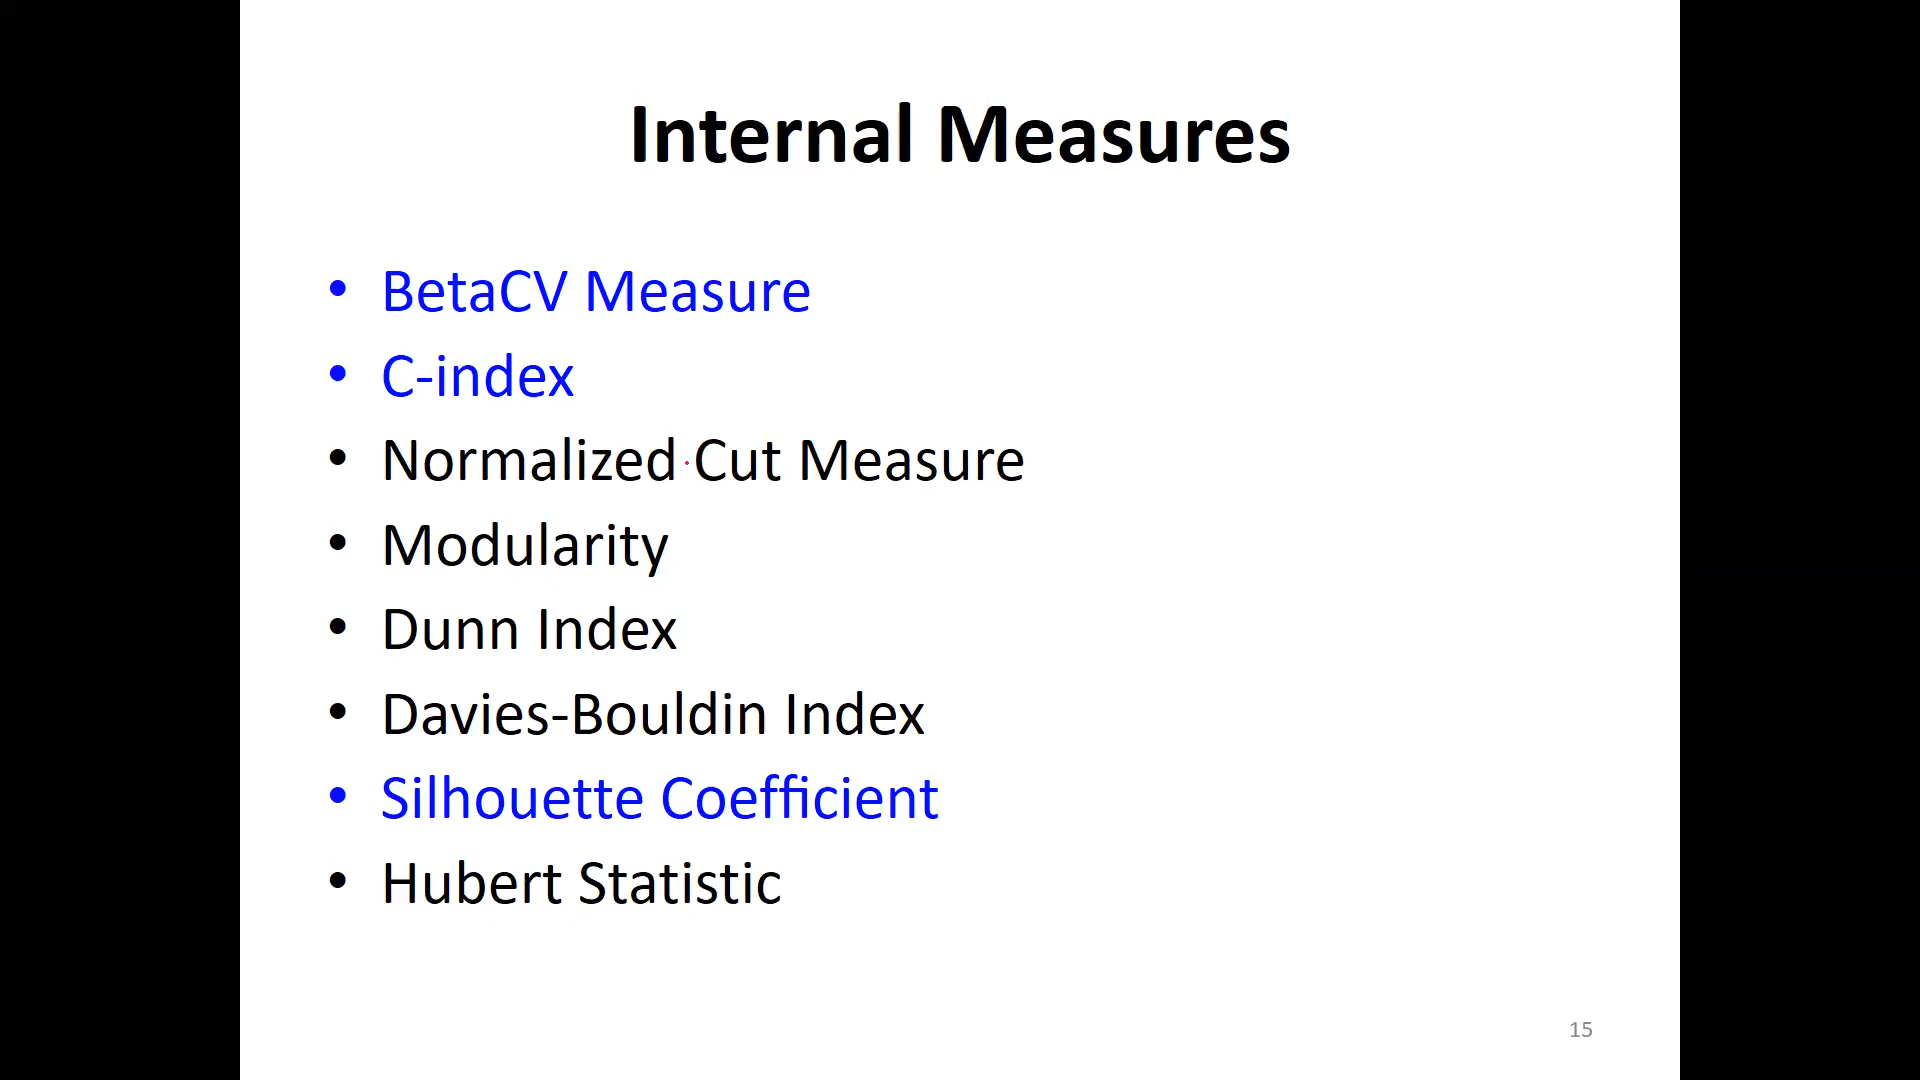 Internal Measures
• BetaCV Measure
• C-index
• Normalized Cut Measure
• Modularity
• Dunn Index
• Davies-Bouldin Index
• Silhouette Coefficient
• Hubert Statistic
15